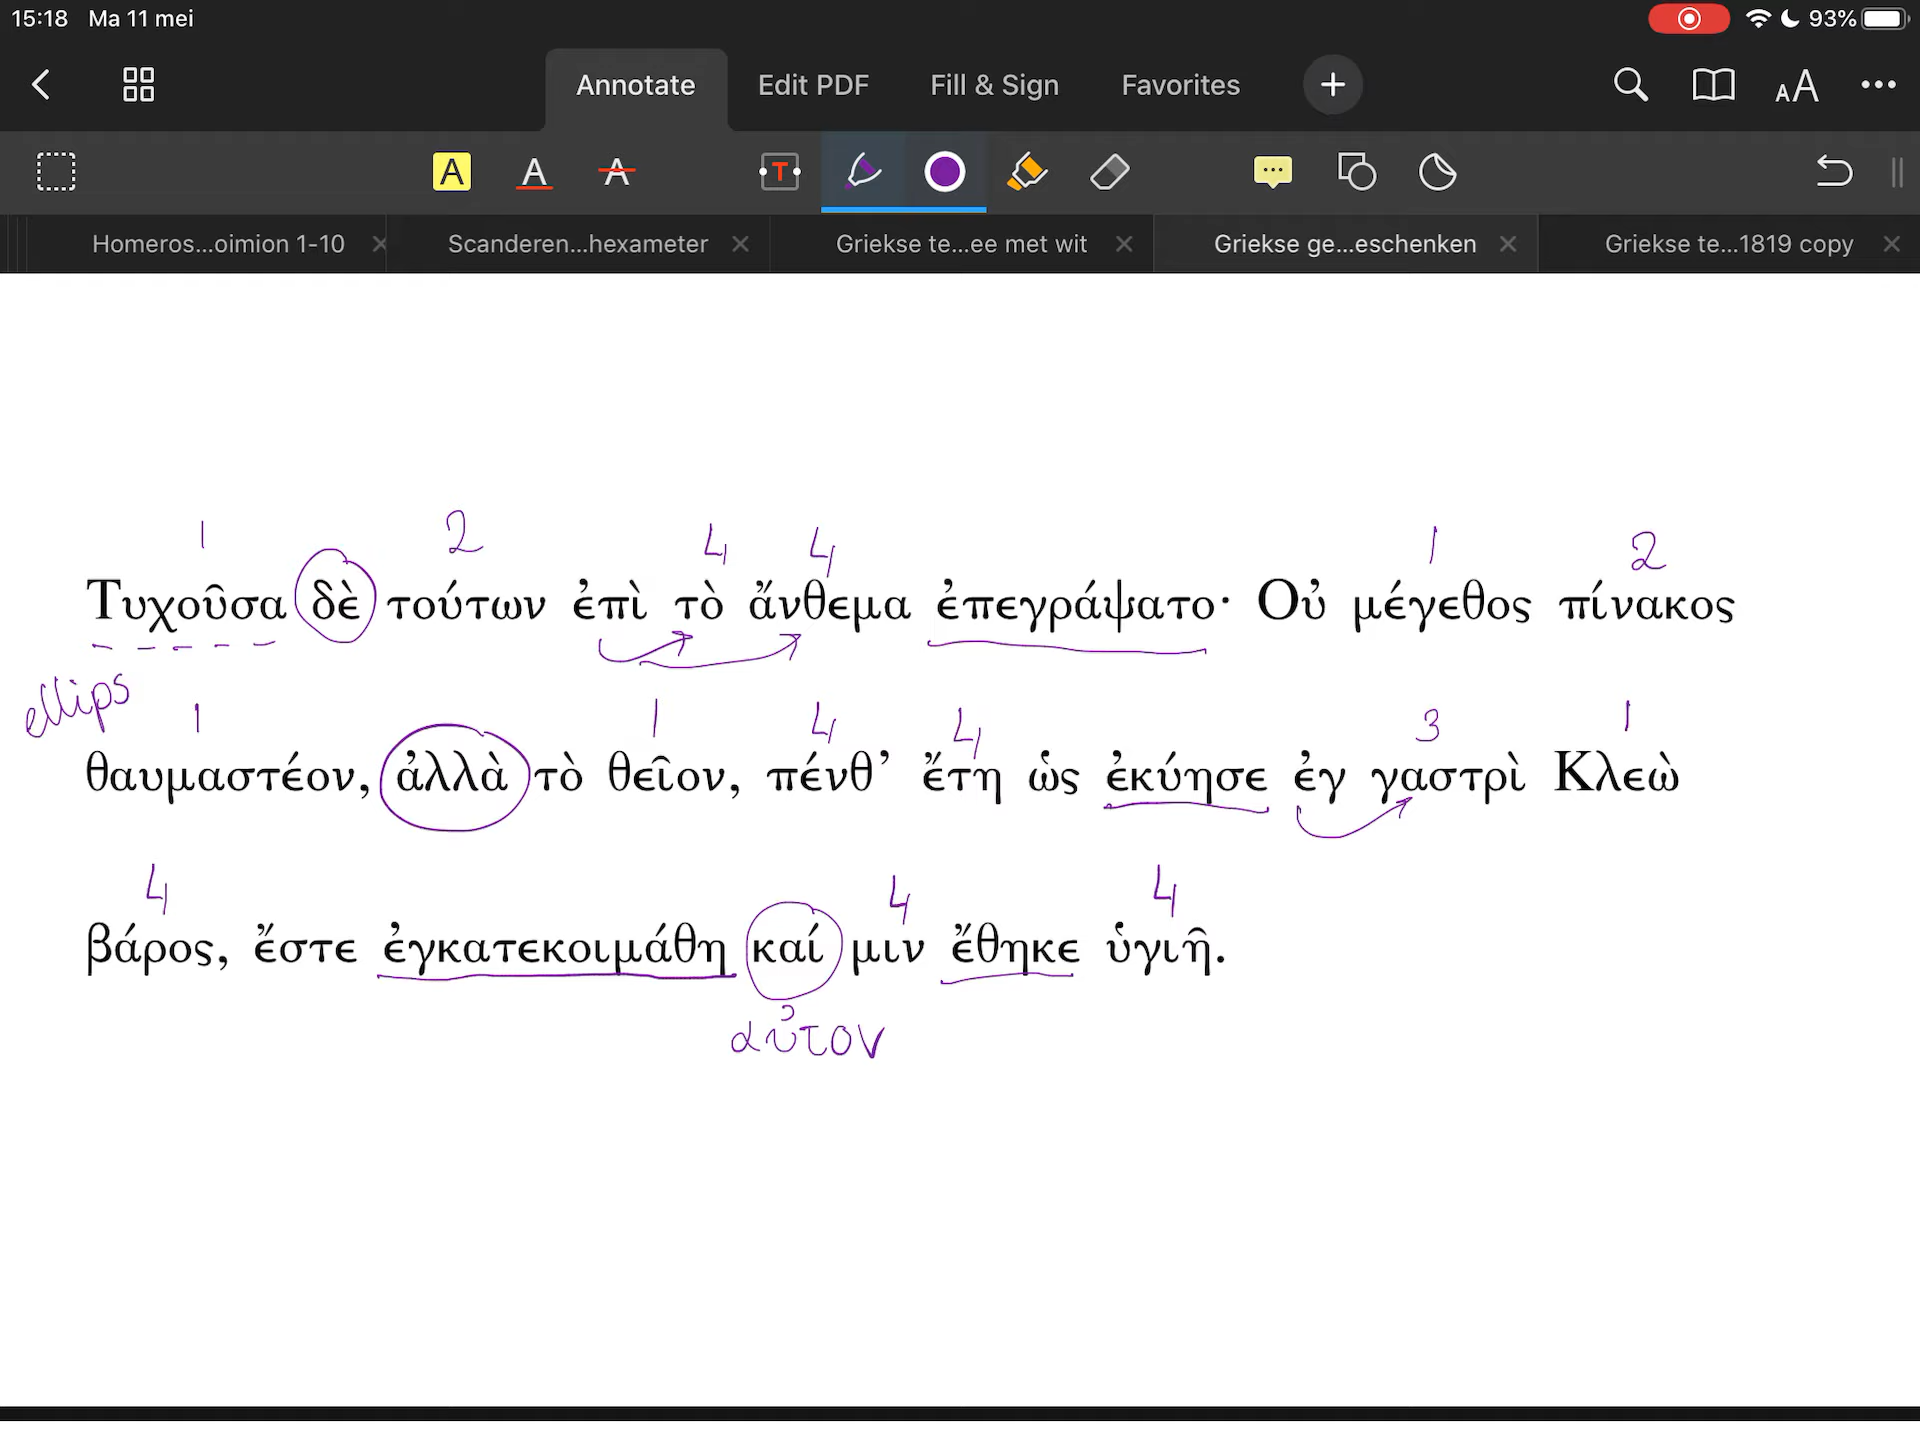 15:18 Ma 11 mei 93%
Annotate Edit PDF Fill & Sign Favorites
A A A T AA
Homeros...oimion 1-10 Scanderen...hexameter Griekse te...ee met wit Griekse ge...eschenken Griekse te...1819 copy
1 2 4 4 1 2
Τυχοῦσα δὲ τούτων ἐπὶ τὸ ἄνθεμα ἐπεγράψατο· Οὐ μέγεθος πίνακος
ellips 1 1 4 4 3 1
θαυμαστέον, ἀλλὰ τὸ θεῖον, πένθ’ ἔτη ὡς ἐκύησε ἐγ γαστρὶ Κλεὼ
4 4 4
βάρος, ἔστε ἐγκατεκοιμάθη καί μιν ἔθηκε ὑγιῆ.
αὐτον